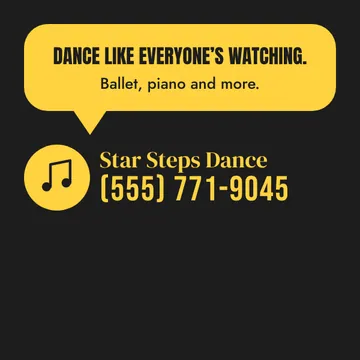 DANCE LIKE EVERYONE’S WATCHING.
Ballet, piano and more.
Star Steps Dance
(555) 771-9045